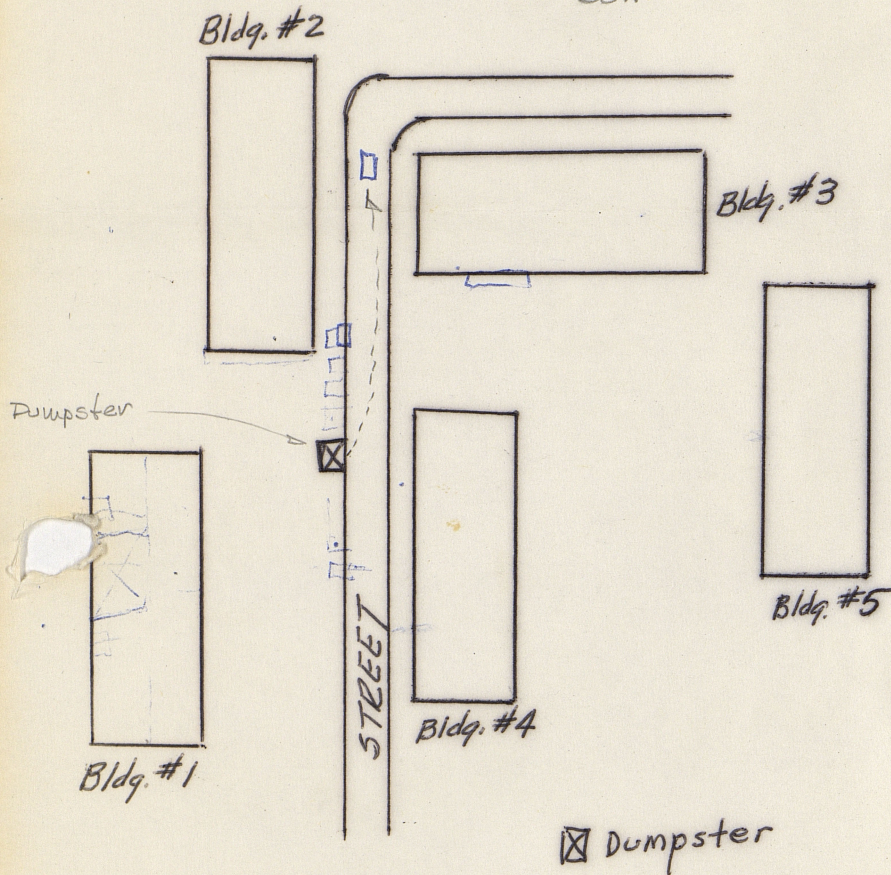 Bldg. #2
Bldg. #3
Dumpster
Bldg. #5
STREET
Bldg. #4
Bldg. #1
Dumpster